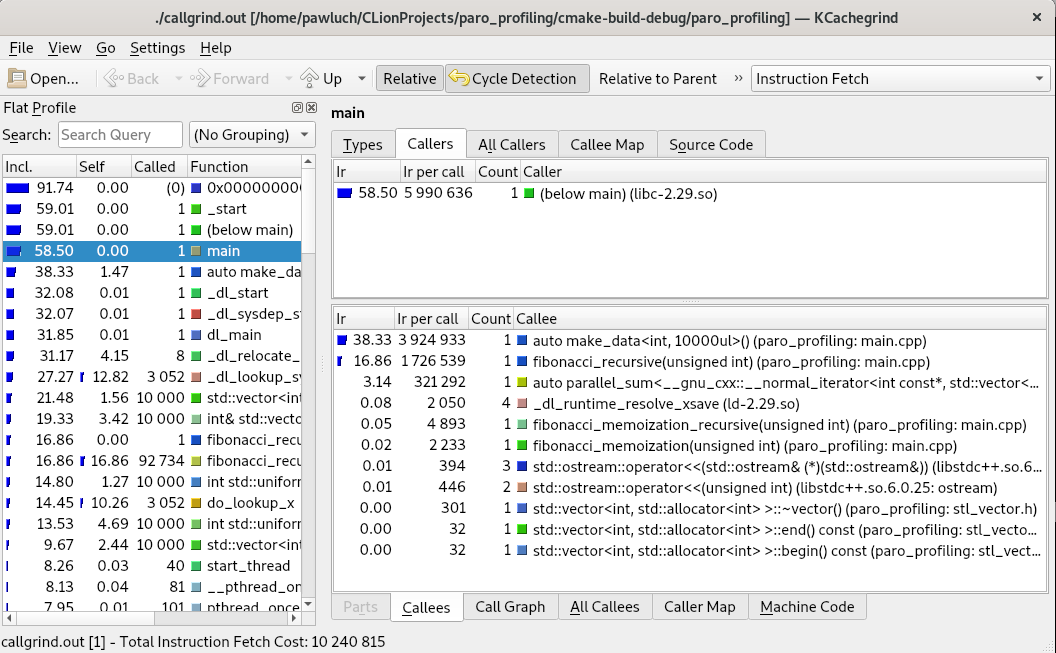 ./callgrind.out [/home/pawluch/CLionProjects/paro_profiling/cmake-build-debug/paro_profiling] — KCachegrind
File View Go Settings Help
Open... Back Forward Up Relative Cycle Detection Relative to Parent » Instruction Fetch
Flat Profile
Search: Search Query (No Grouping)
Incl. Self Called Function
91.74 0.00 (0) 0x000000000
59.01 0.00 1 _start
59.01 0.00 1 (below main)
58.50 0.00 1 main
38.33 1.47 1 auto make_da
32.08 0.01 1 _dl_start
32.07 0.01 1 _dl_sysdep_s
31.85 0.01 1 dl_main
31.17 4.15 8 _dl_relocate_
27.27 12.82 3 052 _dl_lookup_sy
21.48 1.56 10 000 std::vector<int
19.33 3.42 10 000 int& std::vecto
16.86 0.00 1 fibonacci_recu
16.86 16.86 92 734 fibonacci_recu
14.80 1.27 10 000 int std::uniform
14.45 10.26 3 052 do_lookup_x
13.53 4.69 10 000 int std::uniform
9.67 2.44 10 000 std::vector<int
8.26 0.03 40 start_thread
8.13 0.04 81 __pthread_on
7.95 0.01 101 pthread_once
main
Types Callers All Callers Callee Map Source Code
Ir Ir per call Count Caller
58.50 5 990 636 1 (below main) (libc-2.29.so)
Ir Ir per call Count Callee
38.33 3 924 933 1 auto make_data<int, 10000ul>() (paro_profiling: main.cpp)
16.86 1 726 539 1 fibonacci_recursive(unsigned int) (paro_profiling: main.cpp)
3.14 321 292 1 auto parallel_sum<__gnu_cxx::__normal_iterator<int const*, std::vector<...
0.08 2 050 4 _dl_runtime_resolve_xsave (ld-2.29.so)
0.05 4 893 1 fibonacci_memoization_recursive(unsigned int) (paro_profiling: main.cpp)
0.02 2 233 1 fibonacci_memoization(unsigned int) (paro_profiling: main.cpp)
0.01 394 3 std::ostream::operator<<(std::ostream& (*)(std::ostream&)) (libstdc++.so.6...
0.01 446 2 std::ostream::operator<<(unsigned int) (libstdc++.so.6.0.25: ostream)
0.00 301 1 std::vector<int, std::allocator<int> >::~vector() (paro_profiling: stl_vector.h)
0.00 32 1 std::vector<int, std::allocator<int> >::end() const (paro_profiling: stl_vecto...
0.00 32 1 std::vector<int, std::allocator<int> >::begin() const (paro_profiling: stl_vect...
Parts Callees Call Graph All Callees Caller Map Machine Code
callgrind.out [1] - Total Instruction Fetch Cost: 10 240 815